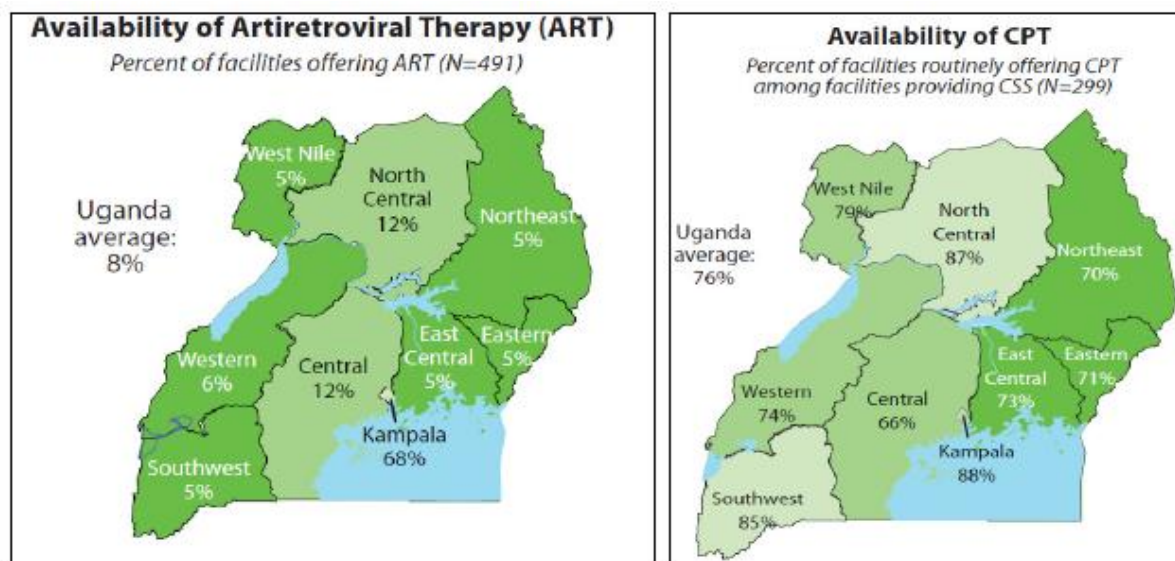 Availability of Artiretroviral Therapy (ART)
Percent of facilities offering ART (N=491)
West Nile
5%
North
Central
12%
Northeast
5%
Uganda
average:
8%
Western
6%
Central
12%
East
Central
5%
Eastern
5%
Kampala
68%
Southwest
5%
Availability of CPT
Percent of facilities routinely offering CPT
among facilities providing CSS (N=299)
West Nile
79%
North
Central
87%
Northeast
70%
Uganda
average:
76%
Western
74%
Central
66%
East
Central
73%
Eastern
71%
Kampala
88%
Southwest
85%